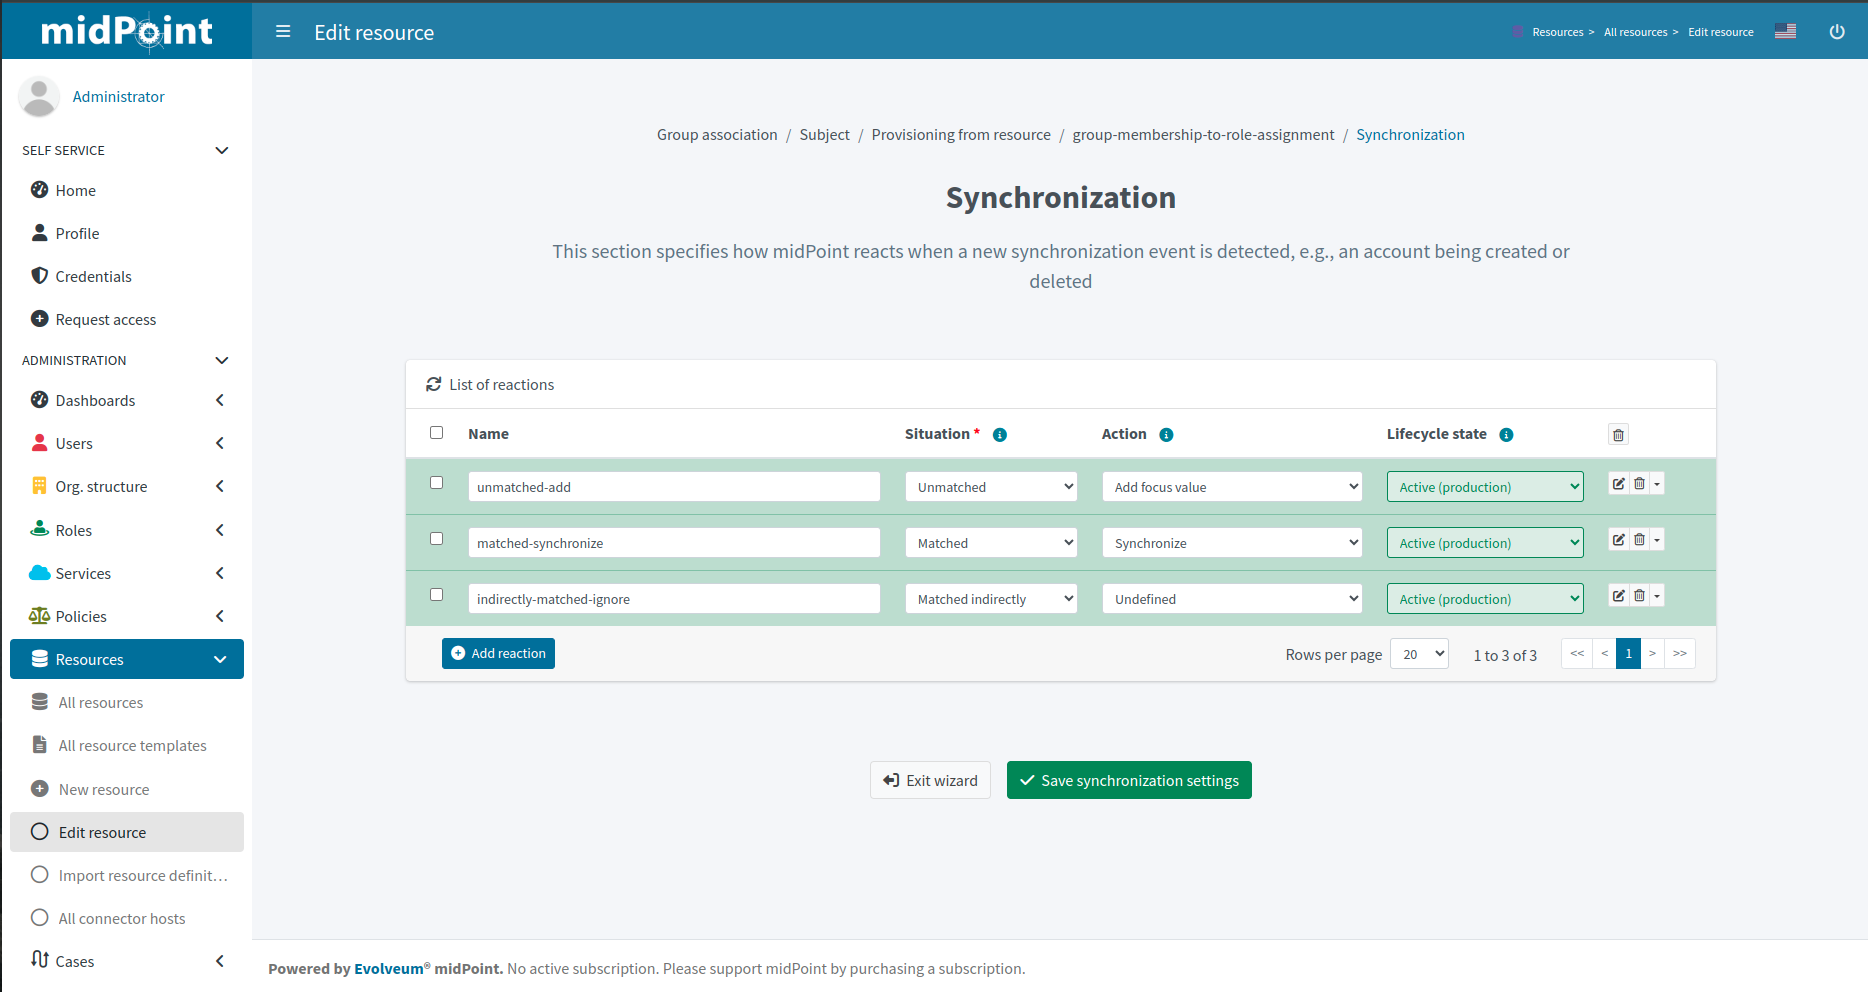 midPoint
Edit resource
Resources > All resources > Edit resource
Administrator
SELF SERVICE
Home
Profile
Credentials
Request access
ADMINISTRATION
Dashboards
Users
Org. structure
Roles
Services
Policies
Resources
All resources
All resource templates
New resource
Edit resource
Import resource definit...
All connector hosts
Cases
Group association / Subject / Provisioning from resource / group-membership-to-role-assignment / Synchronization
Synchronization
This section specifies how midPoint reacts when a new synchronization event is detected, e.g., an account being created or
deleted
List of reactions
Name Situation * Action Lifecycle state
unmatched-add Unmatched Add focus value Active (production)
matched-synchronize Matched Synchronize Active (production)
indirectly-matched-ignore Matched indirectly Undefined Active (production)
Add reaction Rows per page 20 1 to 3 of 3 << < 1 > >>
Exit wizard Save synchronization settings
Powered by Evolveum® midPoint. No active subscription. Please support midPoint by purchasing a subscription.